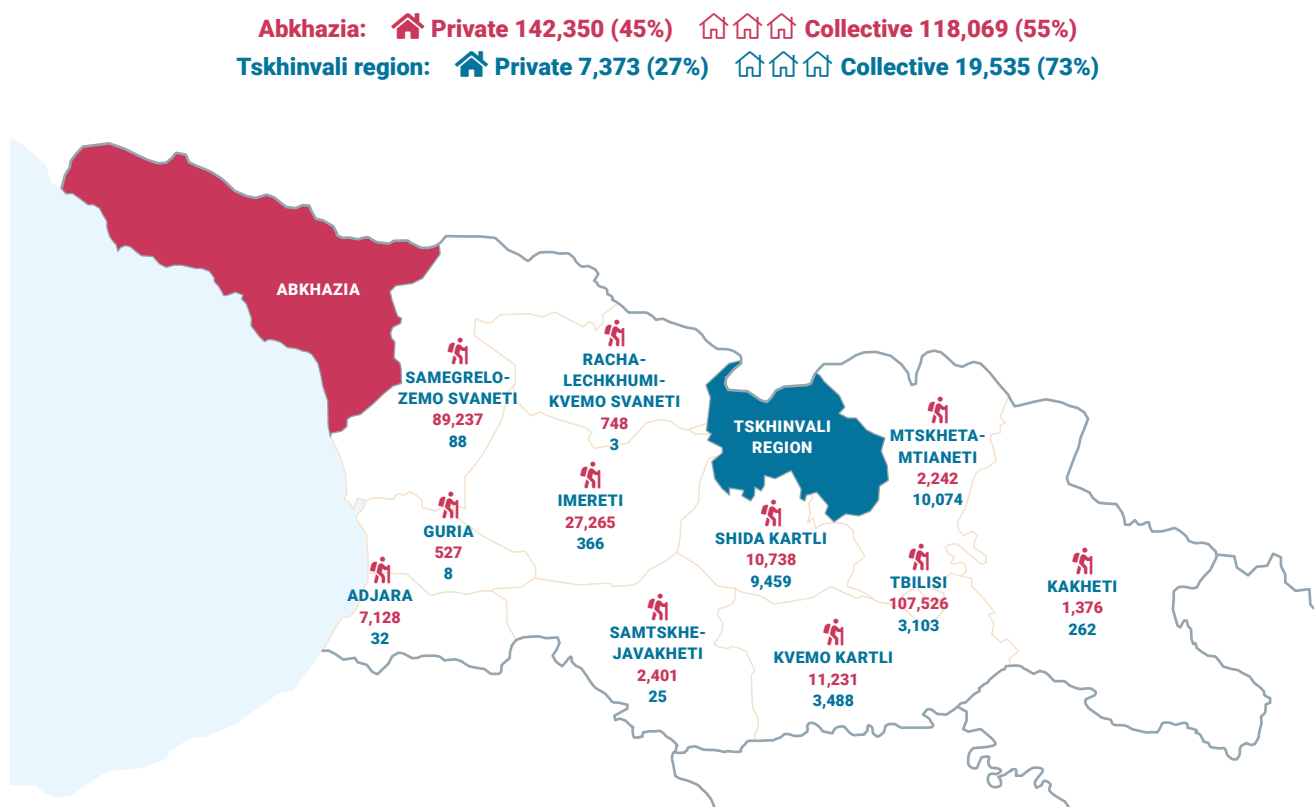 Abkhazia: Private 142,350 (45%) Collective 118,069 (55%)
Tskhinvali region: Private 7,373 (27%) Collective 19,535 (73%)
ABKHAZIA
SAMEGRELO-
ZEMO SVANETI
89,237
88
RACHA-
LECHKHUMI-
KVEMO SVANETI
748
3
TSKHINVALI
REGION
MTSKHETA-
MTIANETI
2,242
10,074
GURIA
527
8
IMERETI
27,265
366
SHIDA KARTLI
10,738
9,459
ADJARA
7,128
32
TBILISI
107,526
3,103
KAKHETI
1,376
262
SAMTSKHE-
JAVAKHETI
2,401
25
KVEMO KARTLI
11,231
3,488